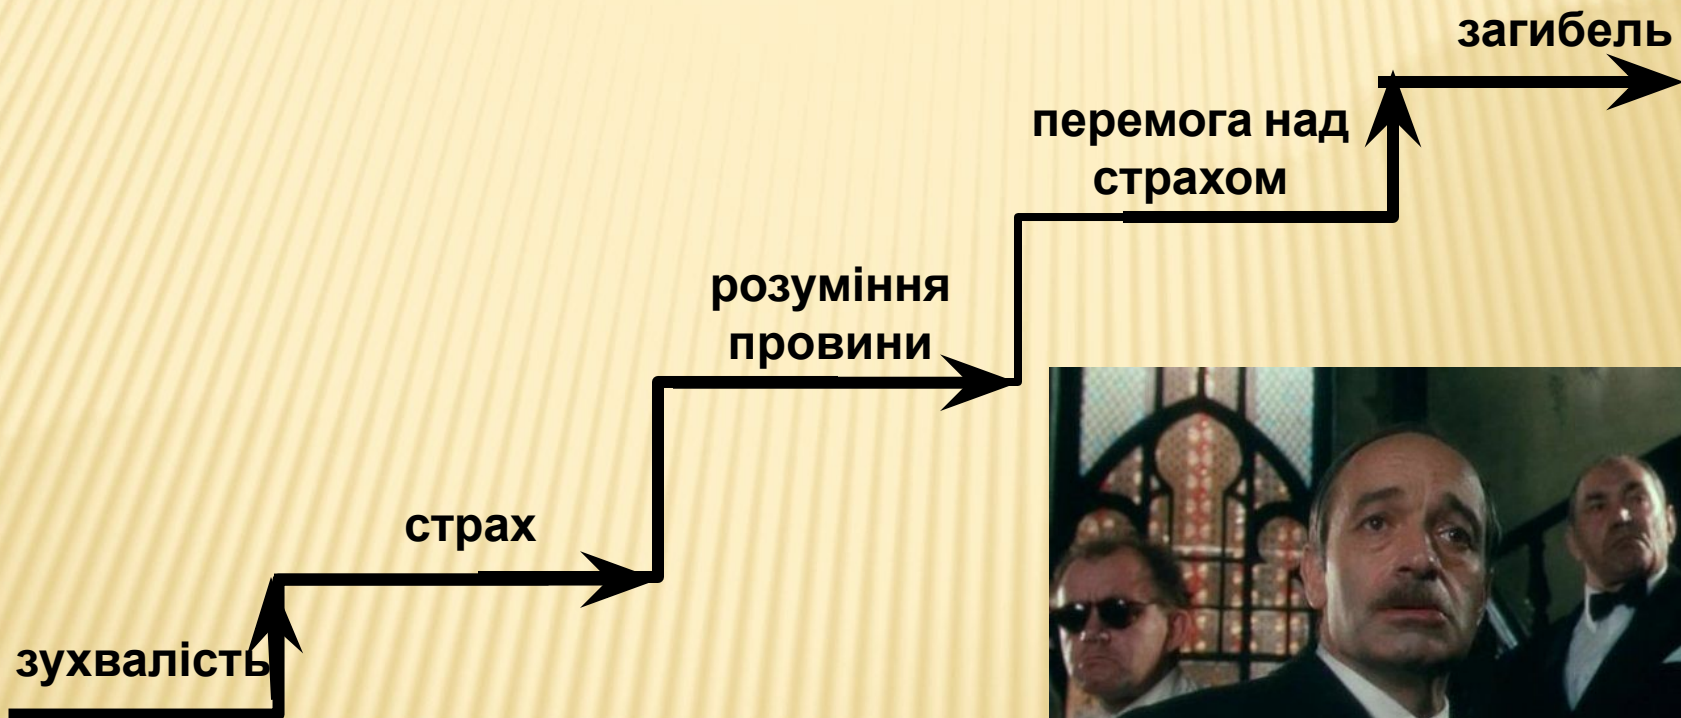 загибель
перемога над
страхом
розуміння
провини
страх
зухвалість